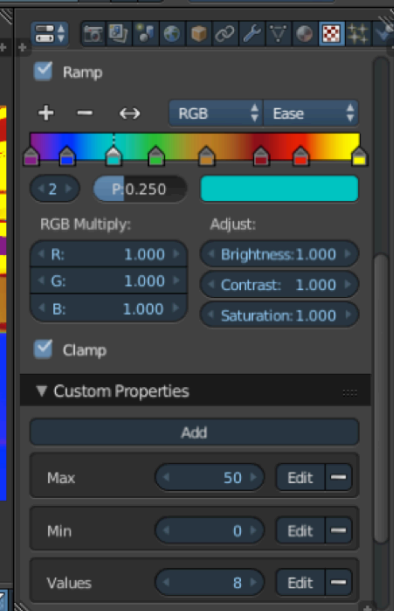 Ramp
RGB Ease
2 P:0.250
RGB Multiply: Adjust:
R: 1.000 Brightness:1.000
G: 1.000 Contrast: 1.000
B: 1.000 Saturation:1.000
Clamp
Custom Properties
Add
Max 50 Edit
Min 0 Edit
Values 8 Edit